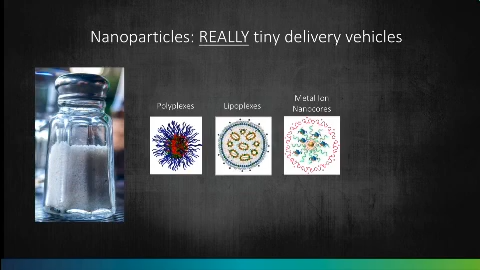 Nanoparticles: REALLY tiny delivery vehicles
Polyplexes
Lipoplexes
Metal Ion
Nanocores